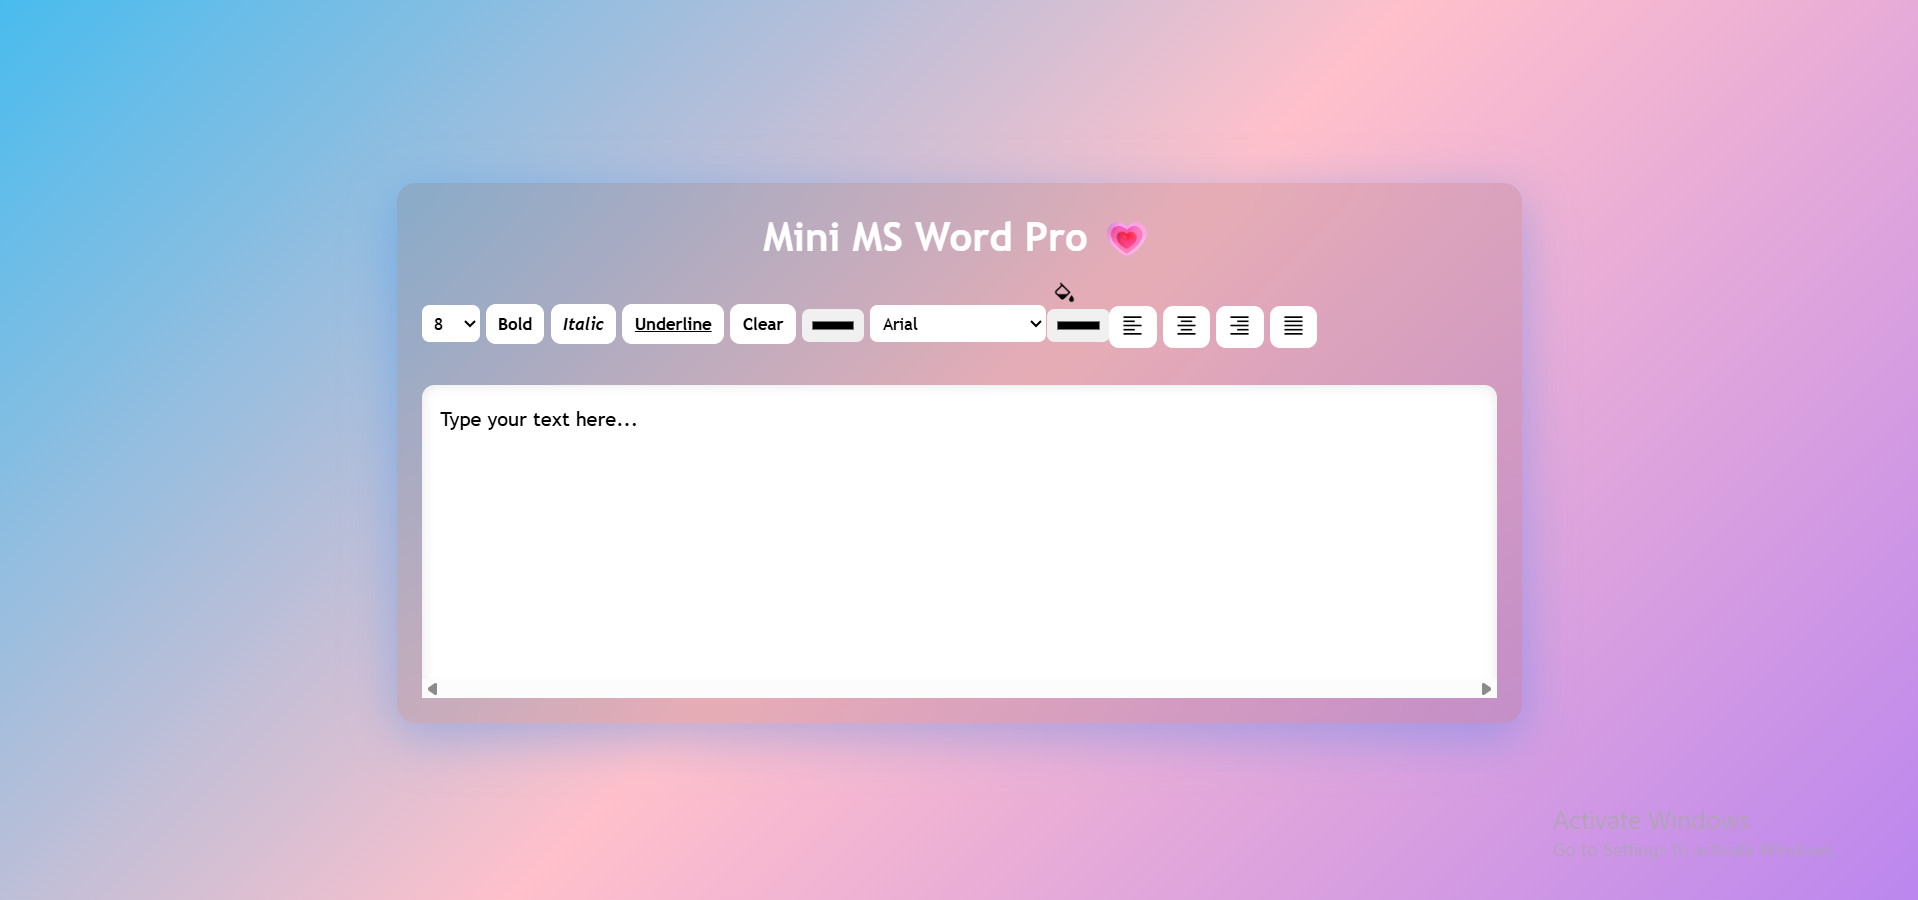 Mini MS Word Pro
8 Bold Italic Underline Clear Arial
Type your text here...
Activate Windows
Go to Settings to activate Windows.